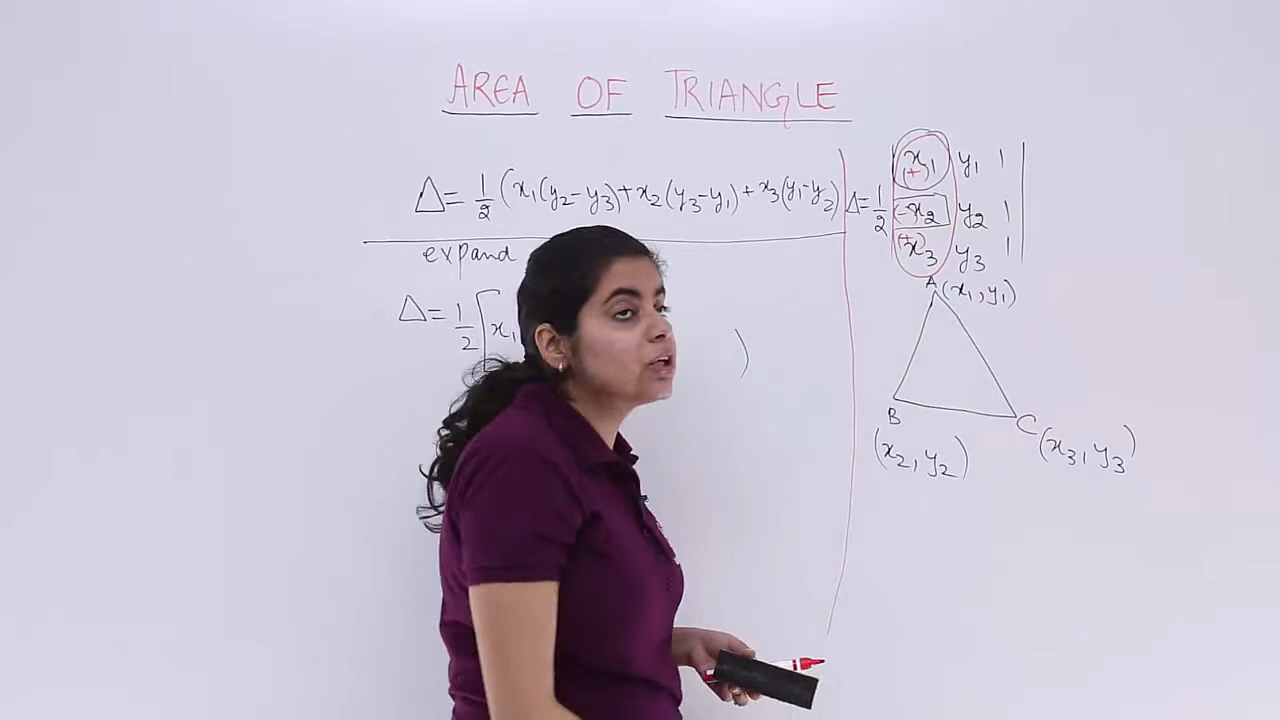 AREA OF TRIANGLE
Δ = 1/2 (x₁(y₂-y₃)+x₂(y₃-y₁)+x₃(y₁-y₂)
expand
Δ = 1/2 [x₁ )
Δ = 1/2 | x₁ y₁ 1 |
(+)
(- x₂ y₂ 1
(+) x₃ y₃ 1
A (x₁, y₁)
B
C (x₃, y₃)
(x₂, y₂)